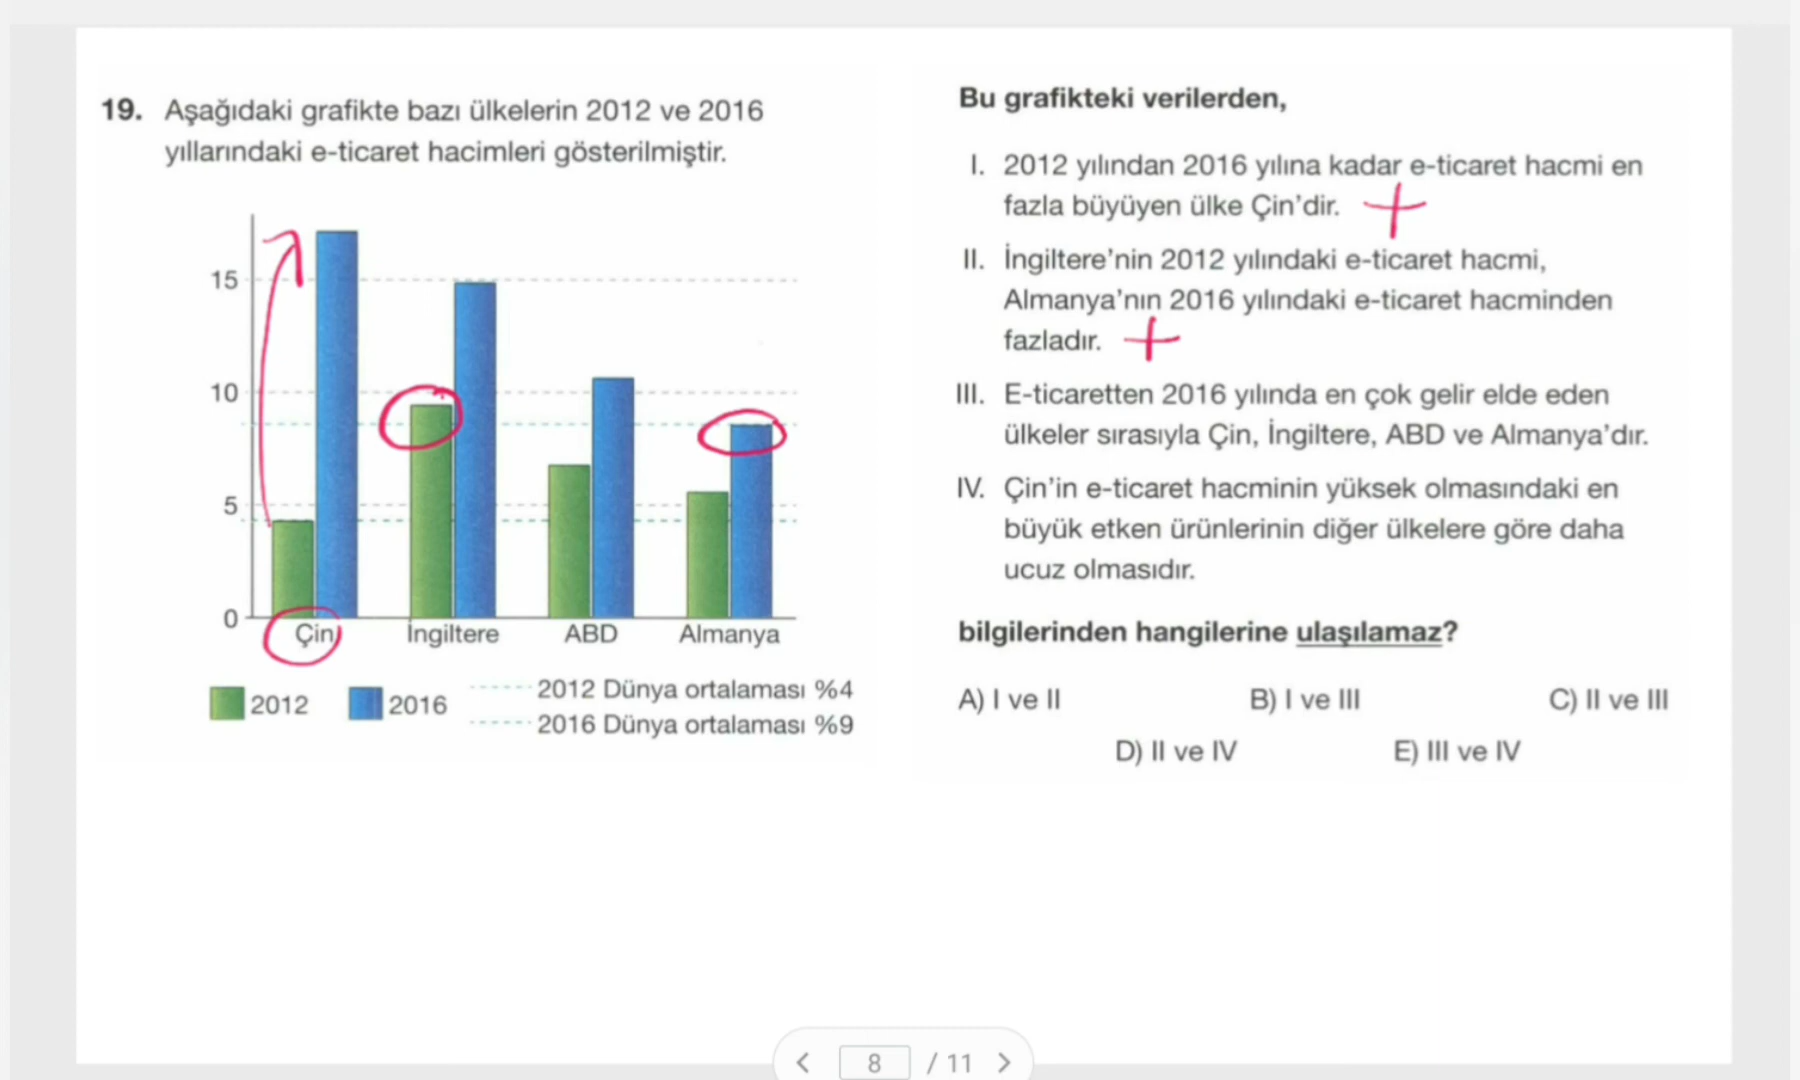 19. Aşağıdaki grafikte bazı ülkelerin 2012 ve 2016
yıllarındaki e-ticaret hacimleri gösterilmiştir.
15
10
5
0
Çin
İngiltere
ABD
Almanya
2012
2016
2012 Dünya ortalaması %4
2016 Dünya ortalaması %9
Bu grafikteki verilerden,
I. 2012 yılından 2016 yılına kadar e-ticaret hacmi en
fazla büyüyen ülke Çin'dir.
II. İngiltere'nin 2012 yılındaki e-ticaret hacmi,
Almanya'nın 2016 yılındaki e-ticaret hacminden
fazladır.
III. E-ticaretten 2016 yılında en çok gelir elde eden
ülkeler sırasıyla Çin, İngiltere, ABD ve Almanya'dır.
IV. Çin'in e-ticaret hacminin yüksek olmasındaki en
büyük etken ürünlerinin diğer ülkelere göre daha
ucuz olmasıdır.
bilgilerinden hangilerine ulaşılamaz?
A) I ve II
B) I ve III
C) II ve III
D) II ve IV
E) III ve IV
8 / 11